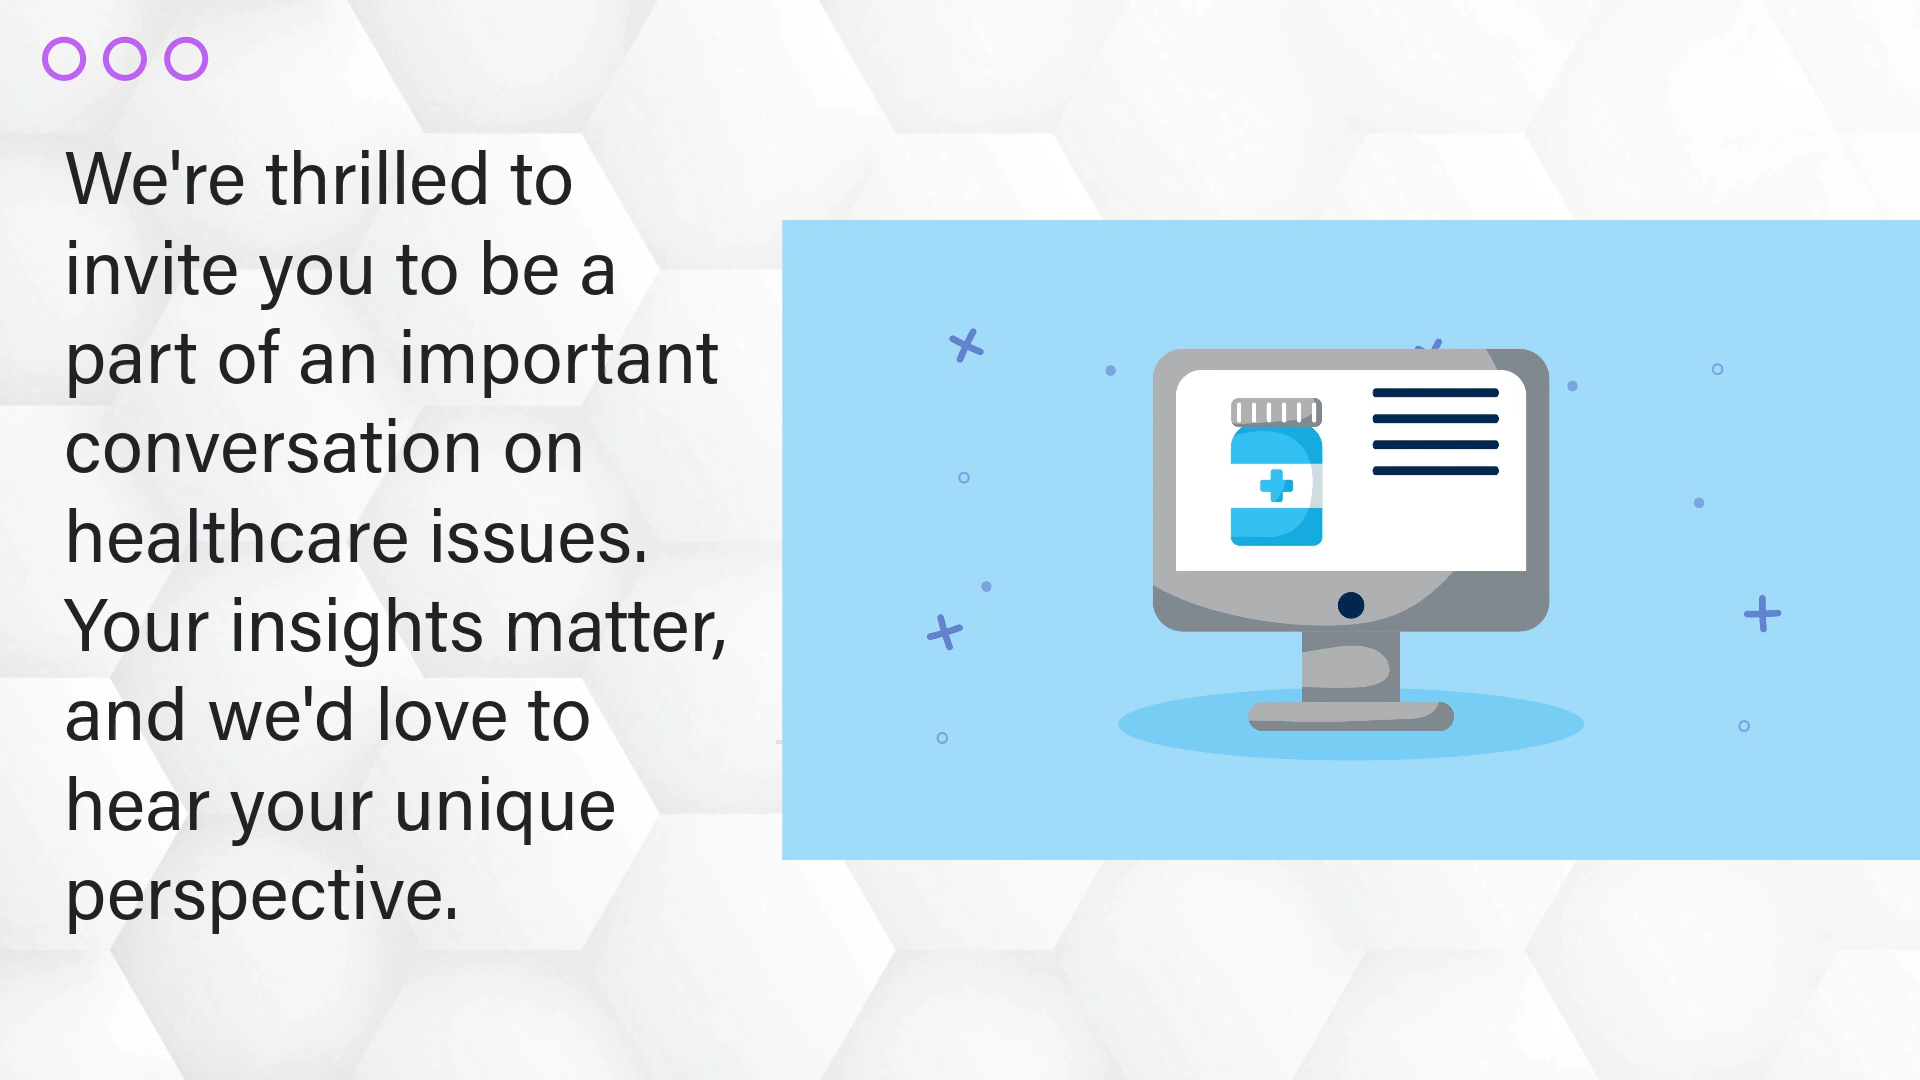 We're thrilled to
invite you to be a
part of an important
conversation on
healthcare issues.
Your insights matter,
and we'd love to
hear your unique
perspective.